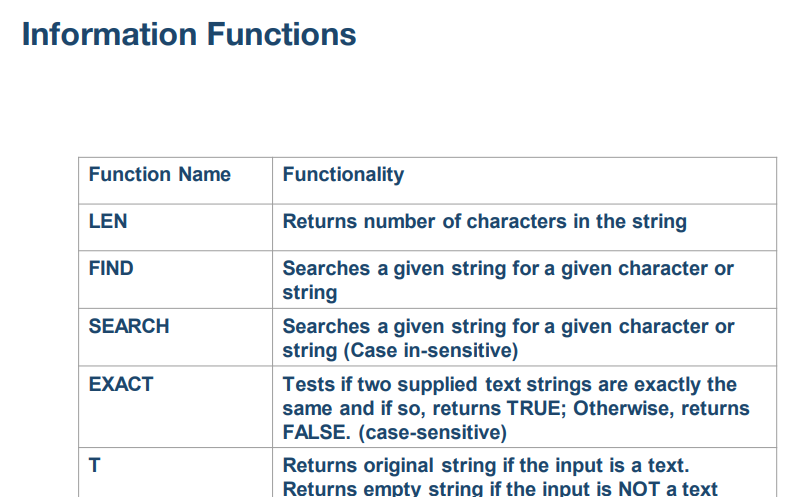 Information Functions
Function Name
Functionality
LEN
Returns number of characters in the string
FIND
Searches a given string for a given character or
string
SEARCH
Searches a given string for a given character or
string (Case in-sensitive)
EXACT
Tests if two supplied text strings are exactly the
same and if so, returns TRUE; Otherwise, returns
FALSE. (case-sensitive)
T
Returns original string if the input is a text.
Returns empty string if the input is NOT a text